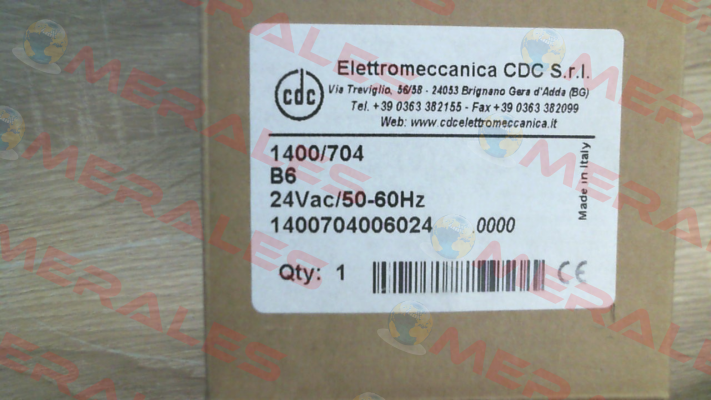 cdc
Elettromeccanica CDC S.r.l.
Via Treviglio, 56/58 - 24053 Brignano Gera d'Adda (BG)
Tel. +39 0363 382155 - Fax +39 0363 382099
Web: www.cdcelettromeccanica.it
1400/704
B6
24Vac/50-60Hz
1400704006024 .0000
Made in Italy
Qty: 1
CE
MERALES
MERALES
MERALES
MERALES
MERALES
MERALES